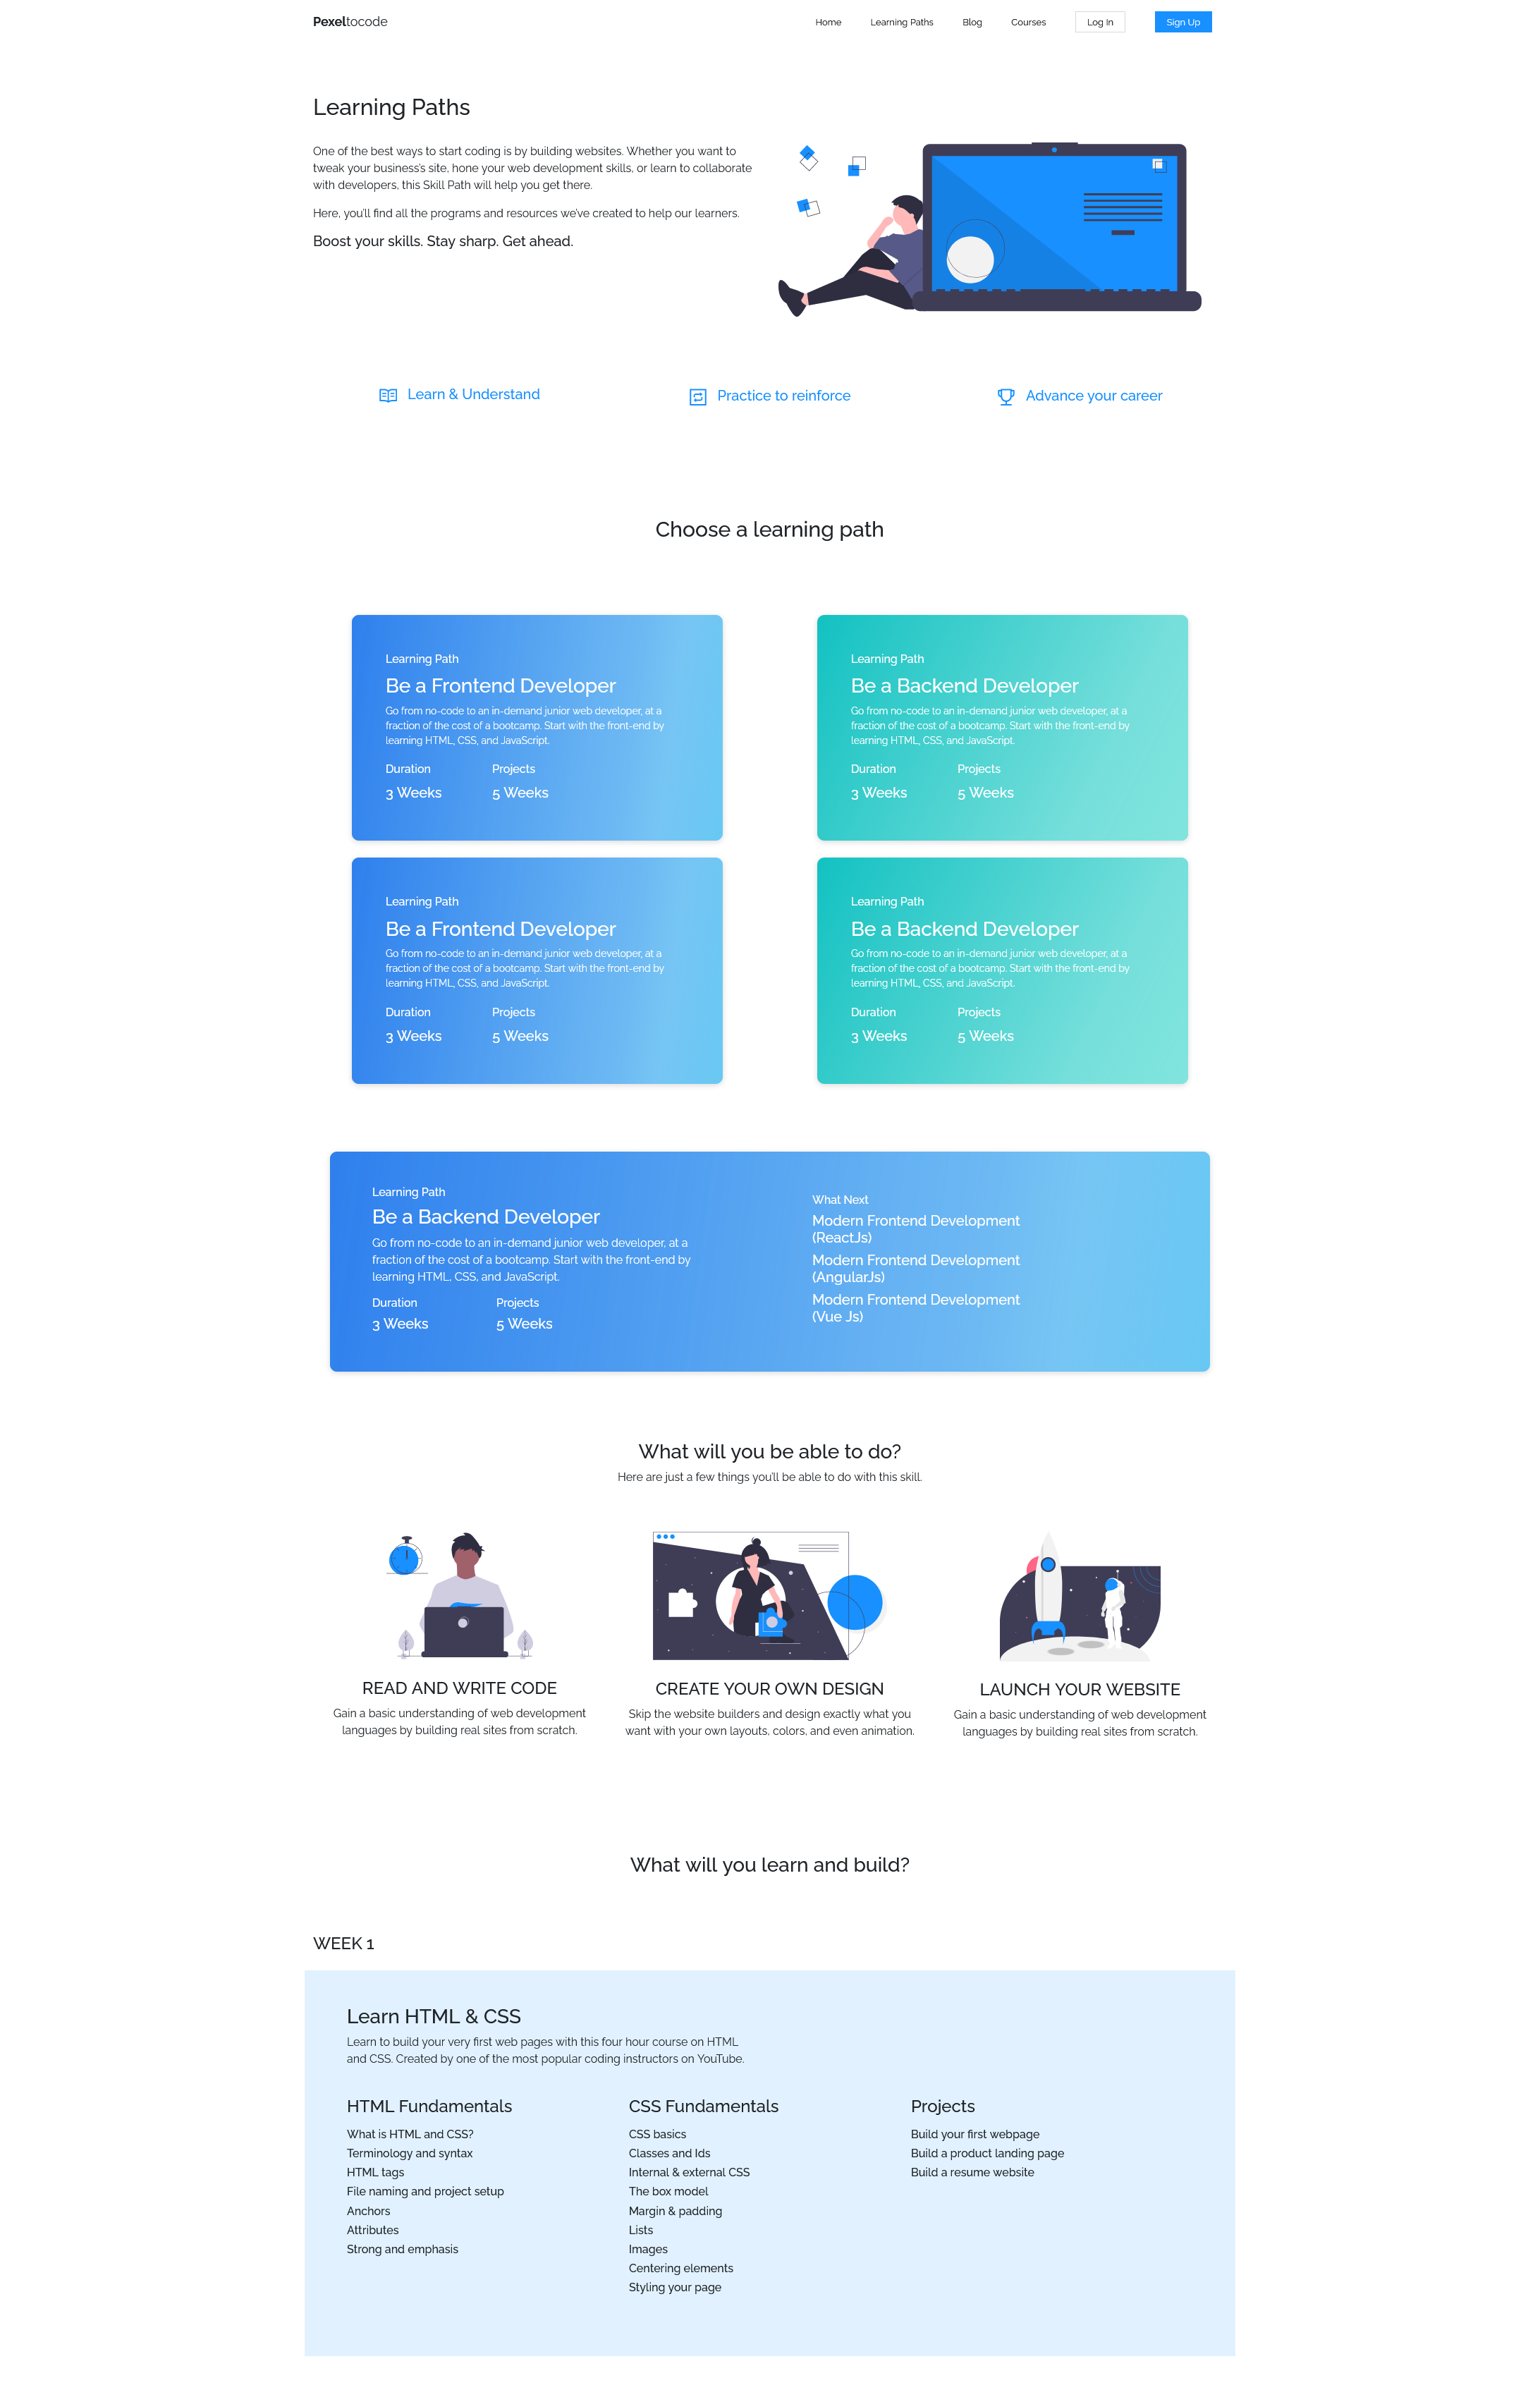 Pexeltocode
Home
Learning Paths
Blog
Courses
Log In
Sign Up
Learning Paths
One of the best ways to start coding is by building websites. Whether you want to
tweak your business's site, hone your web development skills, or learn to collaborate
with developers, this Skill Path will help you get there.
Here, you'll find all the programs and resources we've created to help our learners.
Boost your skills. Stay sharp. Get ahead.
Learn & Understand
Practice to reinforce
Advance your career
Choose a learning path
Learning Path
Be a Frontend Developer
Go from no-code to an in-demand junior web developer, at a
fraction of the cost of a bootcamp. Start with the front-end by
learning HTML, CSS, and JavaScript.
Duration
Projects
3 Weeks
5 Weeks
Learning Path
Be a Backend Developer
Go from no-code to an in-demand junior web developer, at a
fraction of the cost of a bootcamp. Start with the front-end by
learning HTML, CSS, and JavaScript.
Duration
Projects
3 Weeks
5 Weeks
Learning Path
Be a Frontend Developer
Go from no-code to an in-demand junior web developer, at a
fraction of the cost of a bootcamp. Start with the front-end by
learning HTML, CSS, and JavaScript.
Duration
Projects
3 Weeks
5 Weeks
Learning Path
Be a Backend Developer
Go from no-code to an in-demand junior web developer, at a
fraction of the cost of a bootcamp. Start with the front-end by
learning HTML, CSS, and JavaScript.
Duration
Projects
3 Weeks
5 Weeks
Learning Path
Be a Backend Developer
Go from no-code to an in-demand junior web developer, at a
fraction of the cost of a bootcamp. Start with the front-end by
learning HTML, CSS, and JavaScript.
Duration
Projects
3 Weeks
5 Weeks
What Next
Modern Frontend Development
(ReactJs)
Modern Frontend Development
(AngularJs)
Modern Frontend Development
(Vue Js)
What will you be able to do?
Here are just a few things you'll be able to do with this skill.
READ AND WRITE CODE
Gain a basic understanding of web development
languages by building real sites from scratch.
CREATE YOUR OWN DESIGN
Skip the website builders and design exactly what you
want with your own layouts, colors, and even animation.
LAUNCH YOUR WEBSITE
Gain a basic understanding of web development
languages by building real sites from scratch.
What will you learn and build?
WEEK 1
Learn HTML & CSS
Learn to build your very first web pages with this four hour course on HTML
and CSS. Created by one of the most popular coding instructors on YouTube.
HTML Fundamentals
What is HTML and CSS?
Terminology and syntax
HTML tags
File naming and project setup
Anchors
Attributes
Strong and emphasis
CSS Fundamentals
CSS basics
Classes and Ids
Internal & external CSS
The box model
Margin & padding
Lists
Images
Centering elements
Styling your page
Projects
Build your first webpage
Build a product landing page
Build a resume website